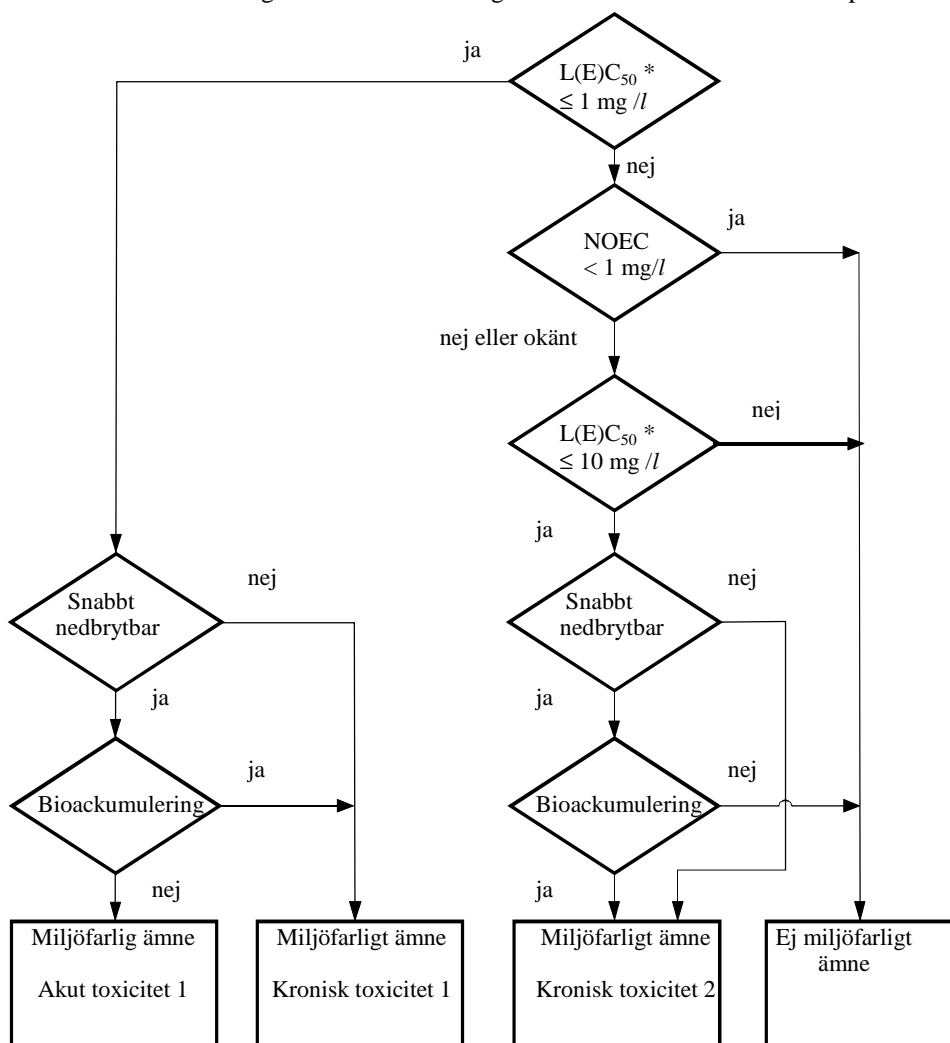 ja
L(E)C₅₀ *
≤ 1 mg /l
nej
NOEC
< 1 mg/l
ja
nej eller okänt
L(E)C₅₀ *
≤ 10 mg /l
nej
ja
Snabbt
nedbrytbar
nej
Snabbt
nedbrytbar
nej
ja
ja
Bioackumulering
ja
Bioackumulering
nej
nej
ja
Miljöfarlig ämne
Akut toxicitet 1
Miljöfarligt ämne
Kronisk toxicitet 1
Miljöfarligt ämne
Kronisk toxicitet 2
Ej miljöfarligt
ämne